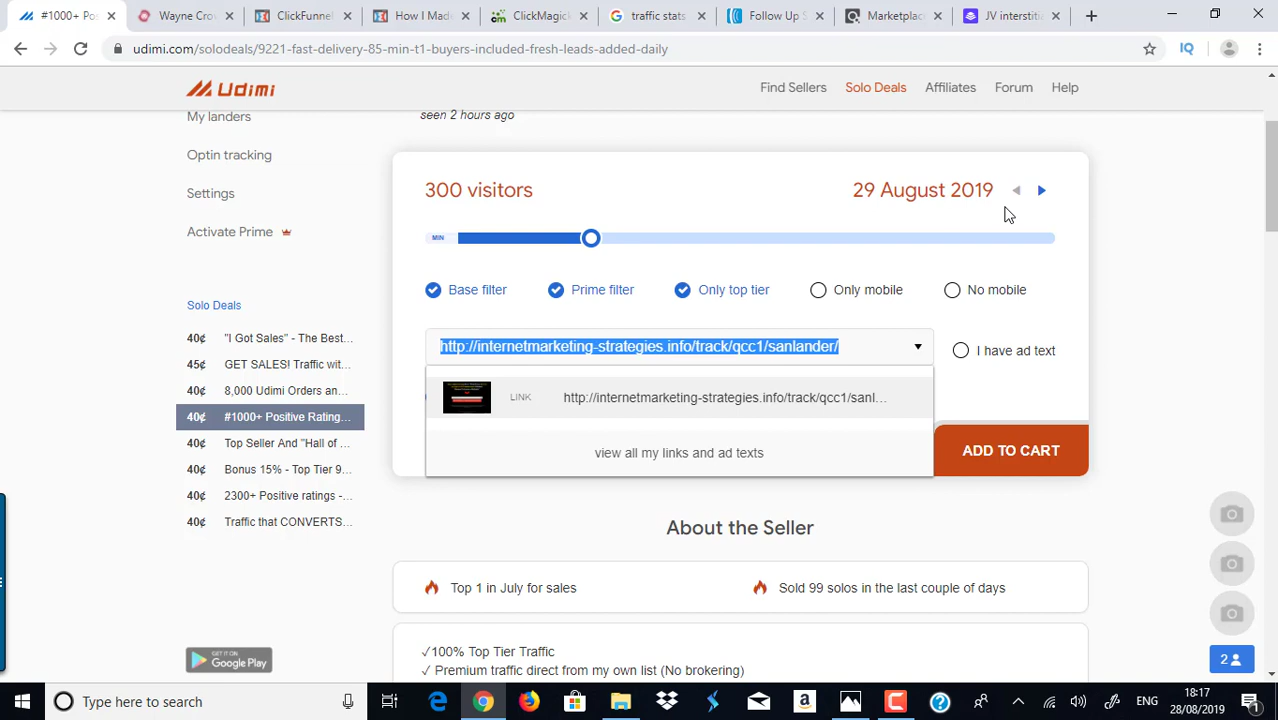 #1000+ Po
Wayne Cro
ClickFunne
How I Made
ClickMagick
traffic stats
Follow Up S
Marketplac
JV interstiti
udimi.com/solodeals/9221-fast-delivery-85-min-t1-buyers-included-fresh-leads-added-daily
IQ
Udimi
Find Sellers
Solo Deals
Affiliates
Forum
Help
My landers
Optin tracking
Settings
Activate Prime
Solo Deals
40¢ "I Got Sales" - The Best...
45¢ GET SALES! Traffic wit...
40¢ 8,000 Udimi Orders an...
40¢ #1000+ Positive Rating...
40¢ Top Seller And "Hall of ...
40¢ Bonus 15% - Top Tier 9...
40¢ 2300+ Positive ratings -...
40¢ Traffic that CONVERTS...
GET IT ON
Google Play
seen 2 hours ago
300 visitors
29 August 2019
MIN
Base filter
Prime filter
Only top tier
Only mobile
No mobile
http://internetmarketing-strategies.info/track/qcc1/sanlander/
I have ad text
LINK
http://internetmarketing-strategies.info/track/qcc1/sanl...
view all my links and ad texts
ADD TO CART
About the Seller
Top 1 in July for sales
Sold 99 solos in the last couple of days
✓100% Top Tier Traffic
✓ Premium traffic direct from my own list (No brokering)
2
Type here to search
ENG
18:17
28/08/2019
1